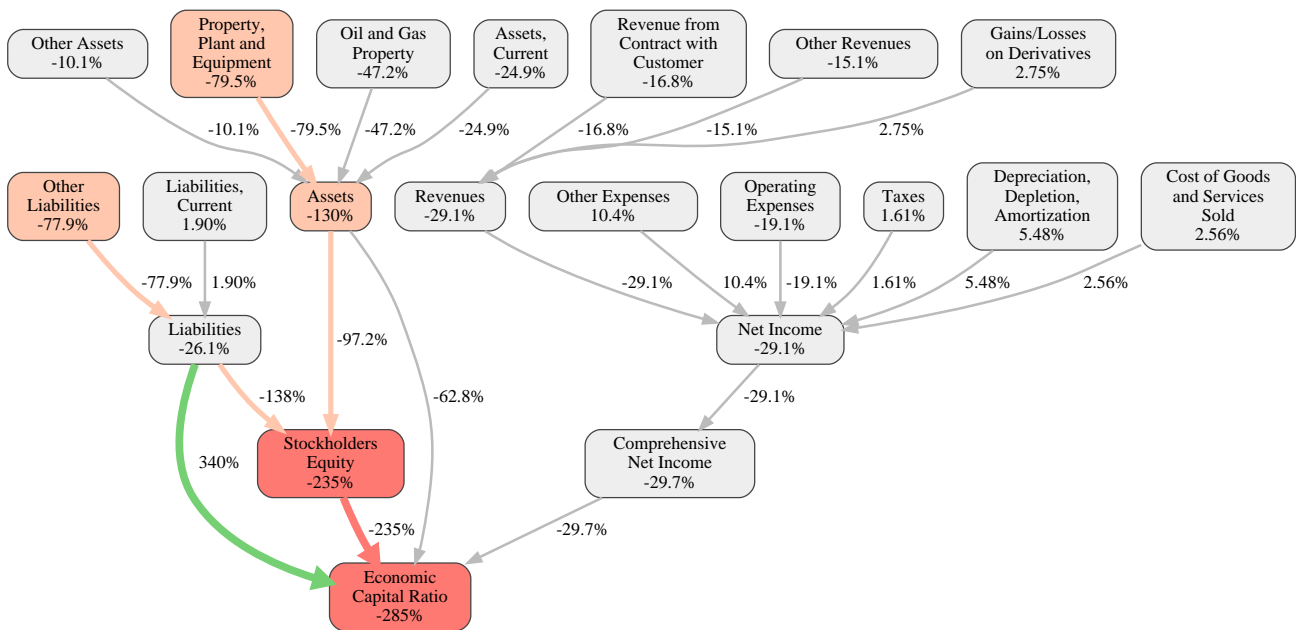 Other Assets
-10.1%
Property,
Plant and
Equipment
-79.5%
Oil and Gas
Property
-47.2%
Assets,
Current
-24.9%
Revenue from
Contract with
Customer
-16.8%
Other Revenues
-15.1%
Gains/Losses
on Derivatives
2.75%
-10.1%
-79.5%
-47.2%
-24.9%
-16.8%
-15.1%
2.75%
Other
Liabilities
-77.9%
Liabilities,
Current
1.90%
Assets
-130%
Revenues
-29.1%
Other Expenses
10.4%
Operating
Expenses
-19.1%
Taxes
1.61%
Depreciation,
Depletion,
Amortization
5.48%
Cost of Goods
and Services
Sold
2.56%
-77.9%
1.90%
-29.1%
10.4%
-19.1%
1.61%
5.48%
2.56%
Liabilities
-26.1%
-97.2%
Net Income
-29.1%
-138%
-62.8%
-29.1%
340%
Stockholders
Equity
-235%
Comprehensive
Net Income
-29.7%
-235%
-29.7%
Economic
Capital Ratio
-285%